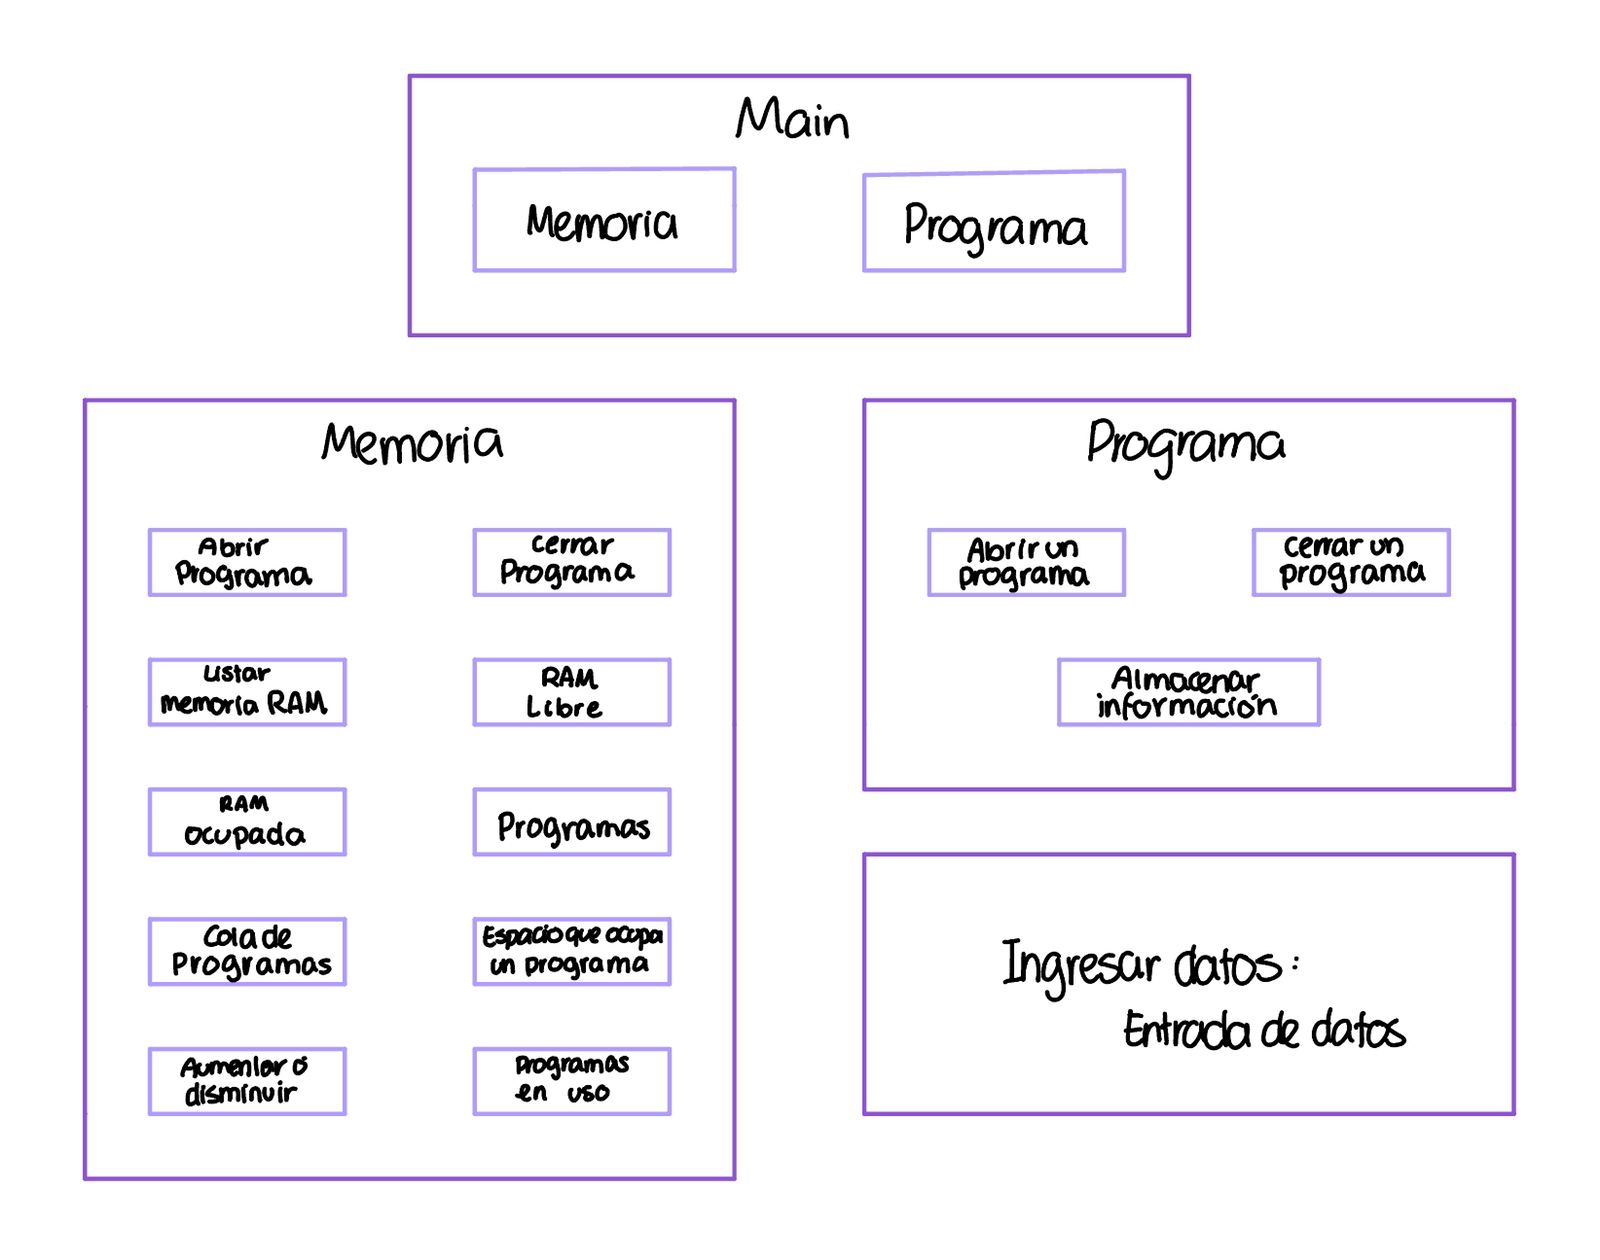 Main
Memoria
Programa
Memoria
Abrir
Programa
Cerrar
Programa
Listar
memoria RAM
RAM
Libre
RAM
ocupada
Programas
Cola de
Programas
Espacio que ocupa
un programa
Aumentar ó
disminuir
Programas
en uso
Programa
Abrir un
programa
Cerrar un
programa
Almacenar
información
Ingresar datos:
Entrada de datos